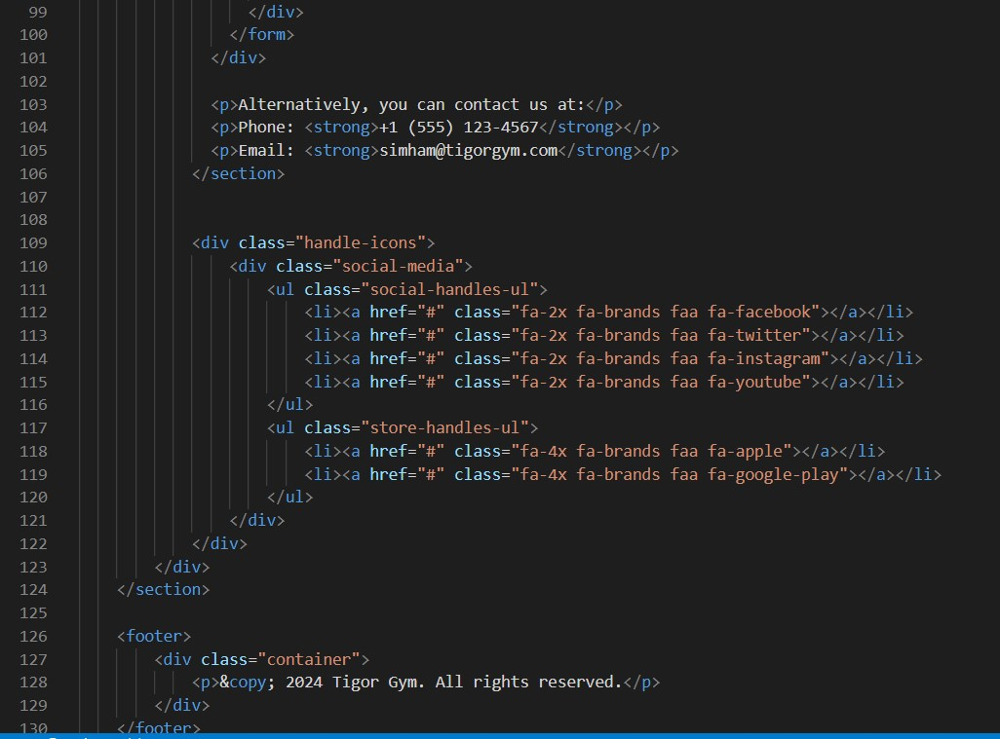 99 </div>
100 </form>
101 </div>
102
103 <p>Alternatively, you can contact us at:</p>
104 <p>Phone: <strong>+1 (555) 123-4567</strong></p>
105 <p>Email: <strong>simham@tigorgym.com</strong></p>
106 </section>
107
108
109 <div class="handle-icons">
110 <div class="social-media">
111 <ul class="social-handles-ul">
112 <li><a href="#" class="fa-2x fa-brands faa fa-facebook"></a></li>
113 <li><a href="#" class="fa-2x fa-brands faa fa-twitter"></a></li>
114 <li><a href="#" class="fa-2x fa-brands faa fa-instagram"></a></li>
115 <li><a href="#" class="fa-2x fa-brands faa fa-youtube"></a></li>
116 </ul>
117 <ul class="store-handles-ul">
118 <li><a href="#" class="fa-4x fa-brands faa fa-apple"></a></li>
119 <li><a href="#" class="fa-4x fa-brands faa fa-google-play"></a></li>
120 </ul>
121 </div>
122 </div>
123 </div>
124 </section>
125
126 <footer>
127 <div class="container">
128 <p>&copy; 2024 Tigor Gym. All rights reserved.</p>
129 </div>
130 </footer>